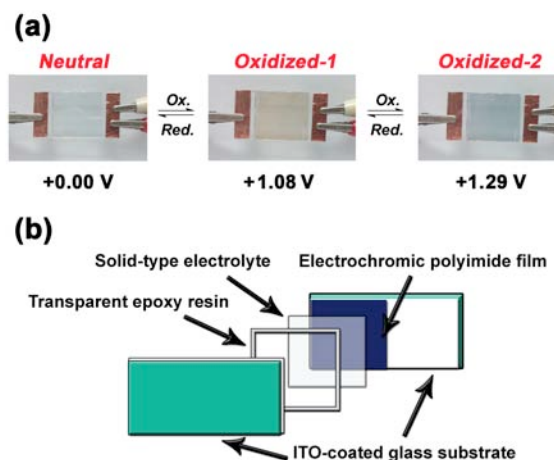 (a)
Neutral
Oxidized-1
Oxidized-2
Ox.
Red.
Ox.
Red.
+0.00 V
+1.08 V
+1.29 V
(b)
Solid-type electrolyte
Electrochromic polyimide film
Transparent epoxy resin
ITO-coated glass substrate